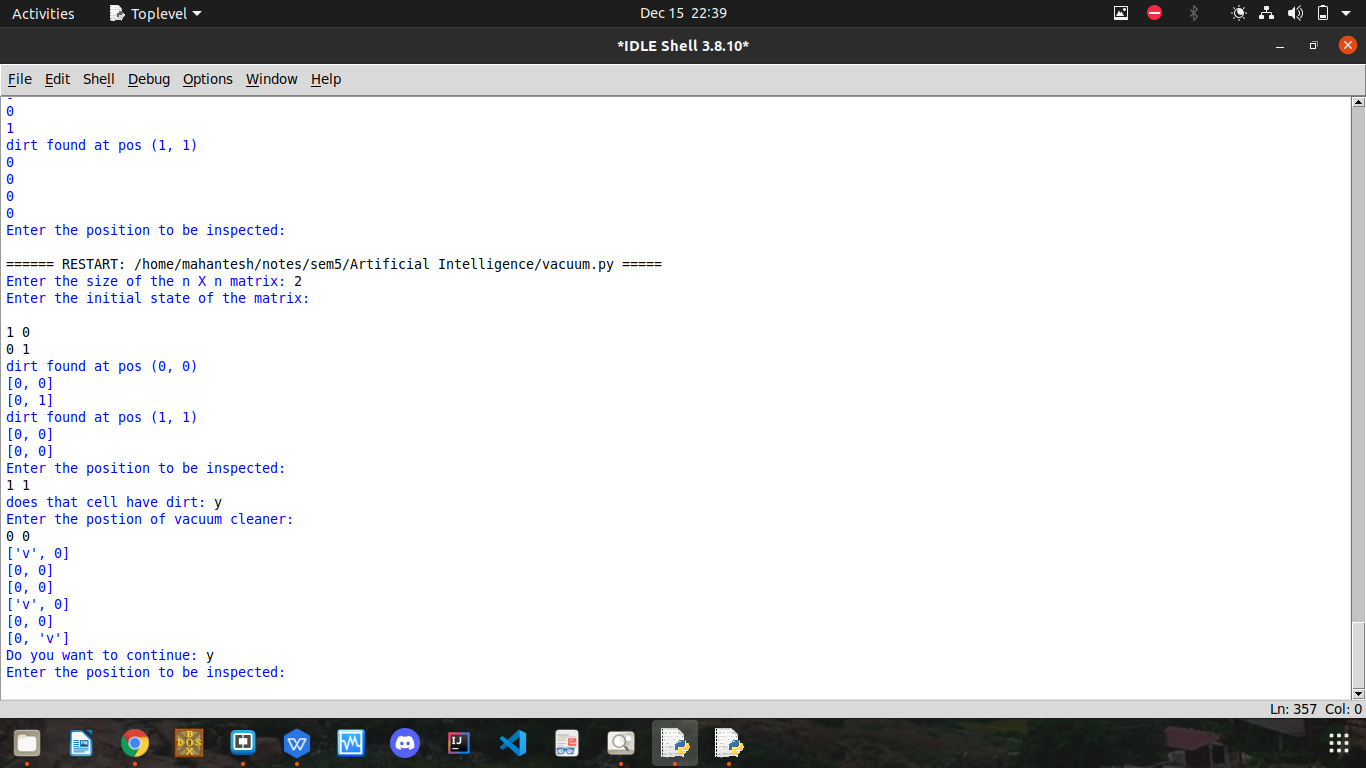 Activities Toplevel Dec 15 22:39
*IDLE Shell 3.8.10*
File Edit Shell Debug Options Window Help
0
1
dirt found at pos (1, 1)
0
0
0
0
Enter the position to be inspected:
====== RESTART: /home/mahantesh/notes/sem5/Artificial Intelligence/vacuum.py =====
Enter the size of the n X n matrix: 2
Enter the initial state of the matrix:
1 0
0 1
dirt found at pos (0, 0)
[0, 0]
[0, 1]
dirt found at pos (1, 1)
[0, 0]
[0, 0]
Enter the position to be inspected:
1 1
does that cell have dirt: y
Enter the postion of vacuum cleaner:
0 0
['v', 0]
[0, 0]
[0, 0]
['v', 0]
[0, 0]
[0, 'v']
Do you want to continue: y
Enter the position to be inspected:
Ln: 357 Col: 0